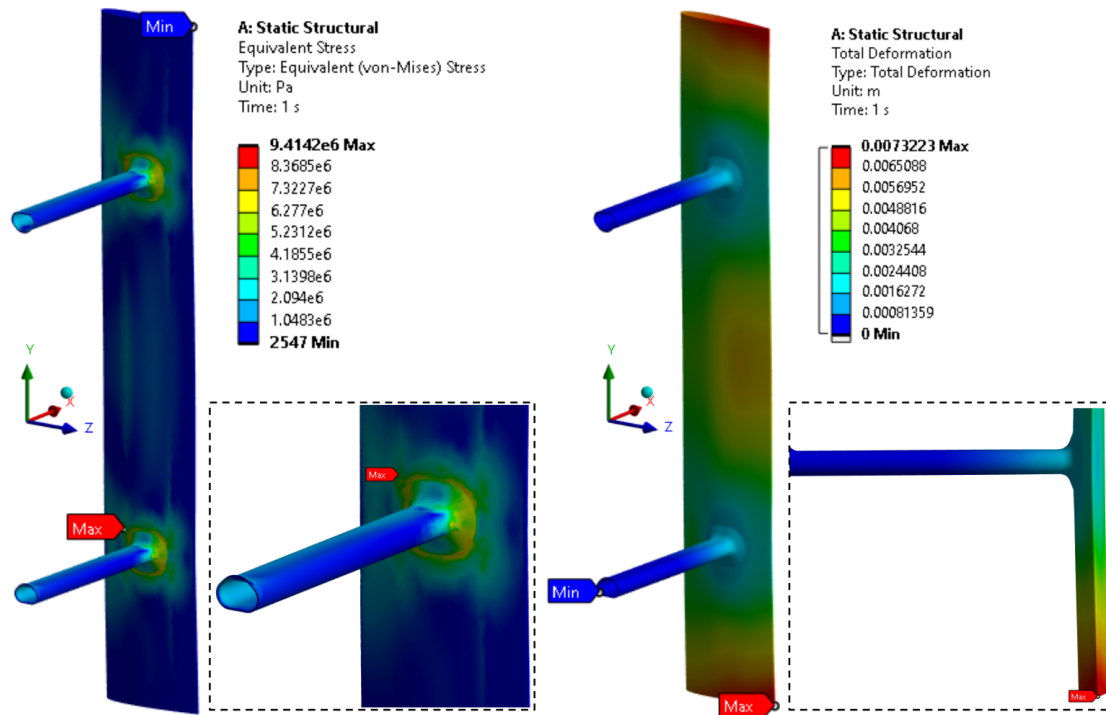 Min
A: Static Structural
Equivalent Stress
Type: Equivalent (von-Mises) Stress
Unit: Pa
Time: 1 s
9.4142e6 Max
8.3685e6
7.3227e6
6.277e6
5.2312e6
4.1855e6
3.1398e6
2.094e6
1.0483e6
2547 Min
Y
X
Z
Max
Max
A: Static Structural
Total Deformation
Type: Total Deformation
Unit: m
Time: 1 s
0.0073223 Max
0.0065088
0.0056952
0.0048816
0.004068
0.0032544
0.0024408
0.0016272
0.00081359
0 Min
Y
X
Z
Min
Max
Max